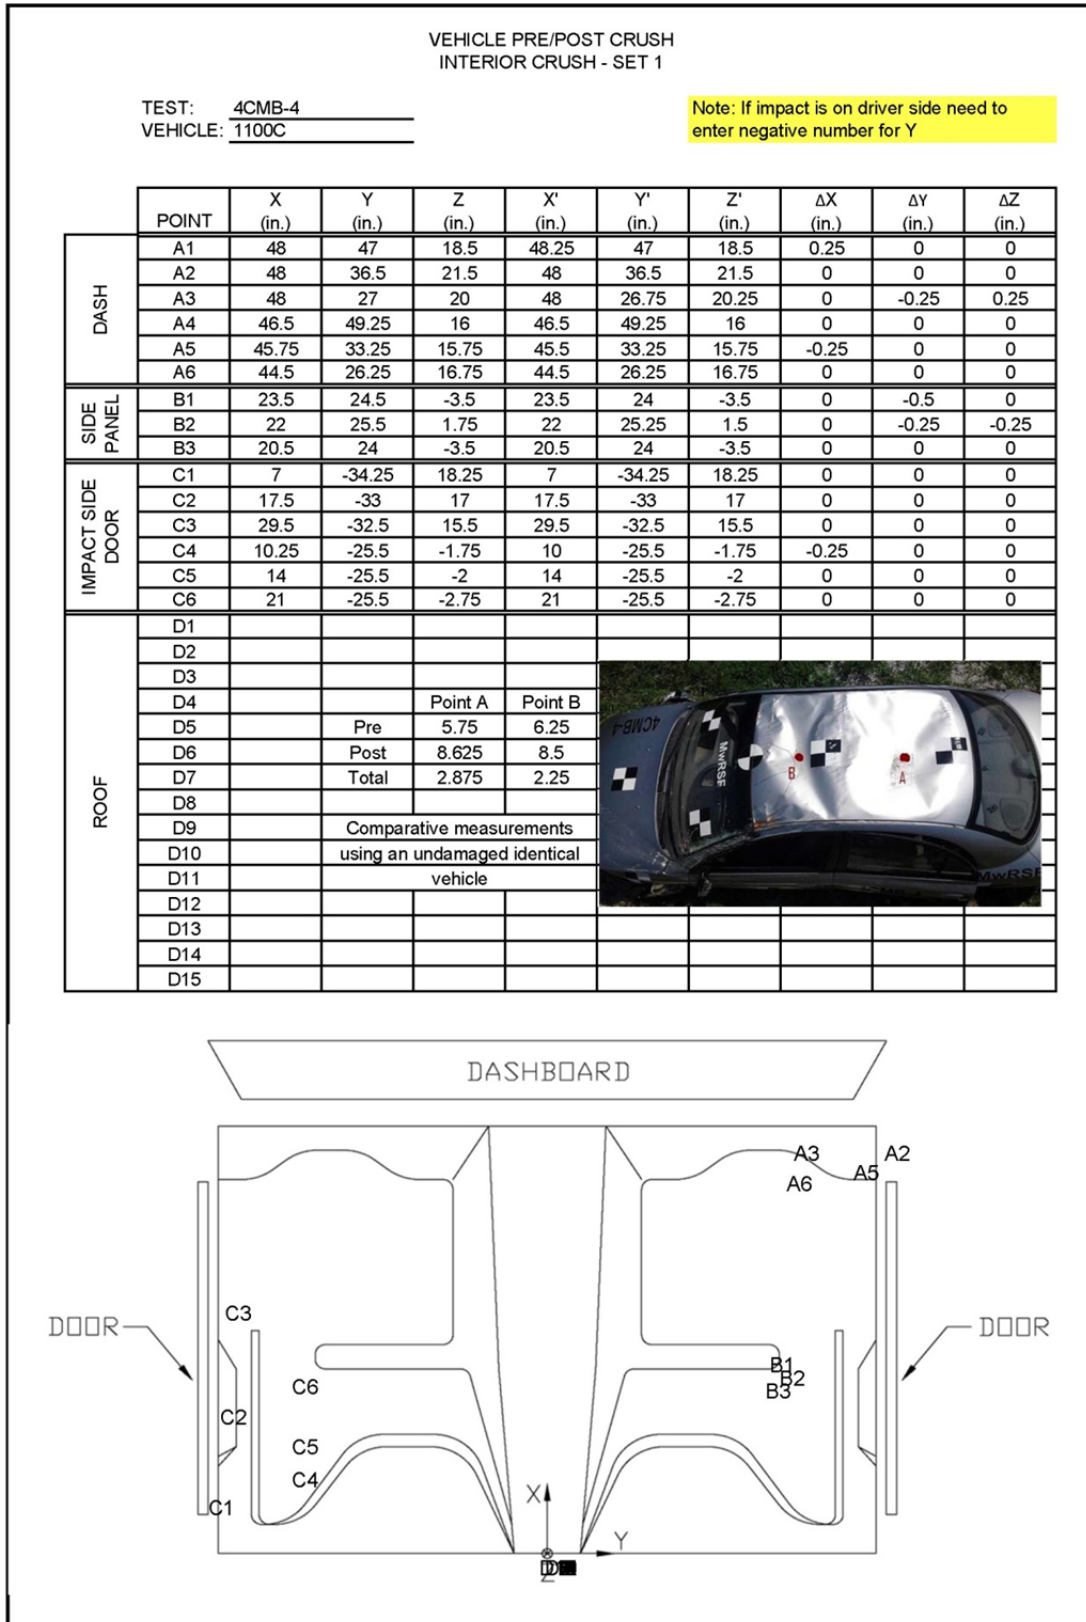 VEHICLE PRE/POST CRUSH
INTERIOR CRUSH - SET 1
TEST: 4CMB-4
VEHICLE: 1100C
Note: If impact is on driver side need to
enter negative number for Y
POINT X (in.) Y (in.) Z (in.) X' (in.) Y' (in.) Z' (in.) ΔX (in.) ΔY (in.) ΔZ (in.)
DASH
A1 48 47 18.5 48.25 47 18.5 0.25 0 0
A2 48 36.5 21.5 48 36.5 21.5 0 0 0
A3 48 27 20 48 26.75 20.25 0 -0.25 0.25
A4 46.5 49.25 16 46.5 49.25 16 0 0 0
A5 45.75 33.25 15.75 45.5 33.25 15.75 -0.25 0 0
A6 44.5 26.25 16.75 44.5 26.25 16.75 0 0 0
SIDE PANEL
B1 23.5 24.5 -3.5 23.5 24 -3.5 0 -0.5 0
B2 22 25.5 1.75 22 25.25 1.5 0 -0.25 -0.25
B3 20.5 24 -3.5 20.5 24 -3.5 0 0 0
IMPACT SIDE DOOR
C1 7 -34.25 18.25 7 -34.25 18.25 0 0 0
C2 17.5 -33 17 17.5 -33 17 0 0 0
C3 29.5 -32.5 15.5 29.5 -32.5 15.5 0 0 0
C4 10.25 -25.5 -1.75 10 -25.5 -1.75 -0.25 0 0
C5 14 -25.5 -2 14 -25.5 -2 0 0 0
C6 21 -25.5 -2.75 21 -25.5 -2.75 0 0 0
ROOF
D1
D2
D3
D4 Point A Point B
D5 Pre 5.75 6.25
D6 Post 8.625 8.5
D7 Total 2.875 2.25
D8
D9 Comparative measurements
D10 using an undamaged identical
D11 vehicle
D12
D13
D14
D15
4CMB-4
MwRSF
B
A
MwRSF
DASHBOARD
A3 A2
A5
A6
C3
DOOR
DOOR
B1
B2
B3
C6
C2
C5
C4
C1
X
Y
Z